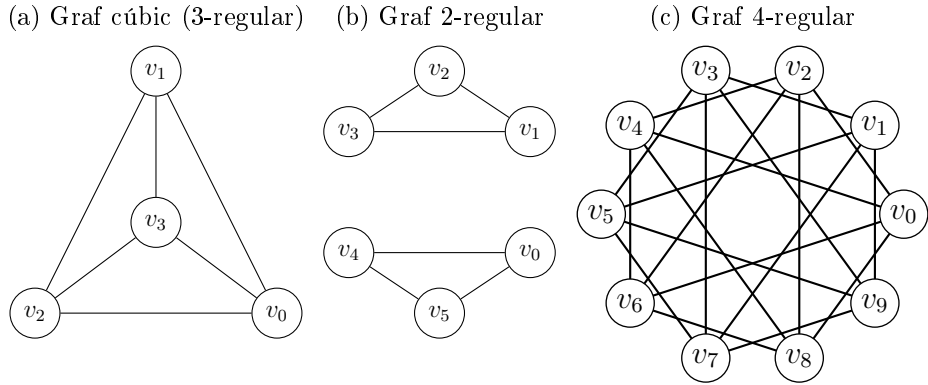 (a) Graf cúbic (3-regular)
v₁
v₃
v₂
v₀
(b) Graf 2-regular
v₂
v₃
v₁
v₄
v₀
v₅
(c) Graf 4-regular
v₃
v₂
v₄
v₁
v₅
v₀
v₆
v₉
v₇
v₈